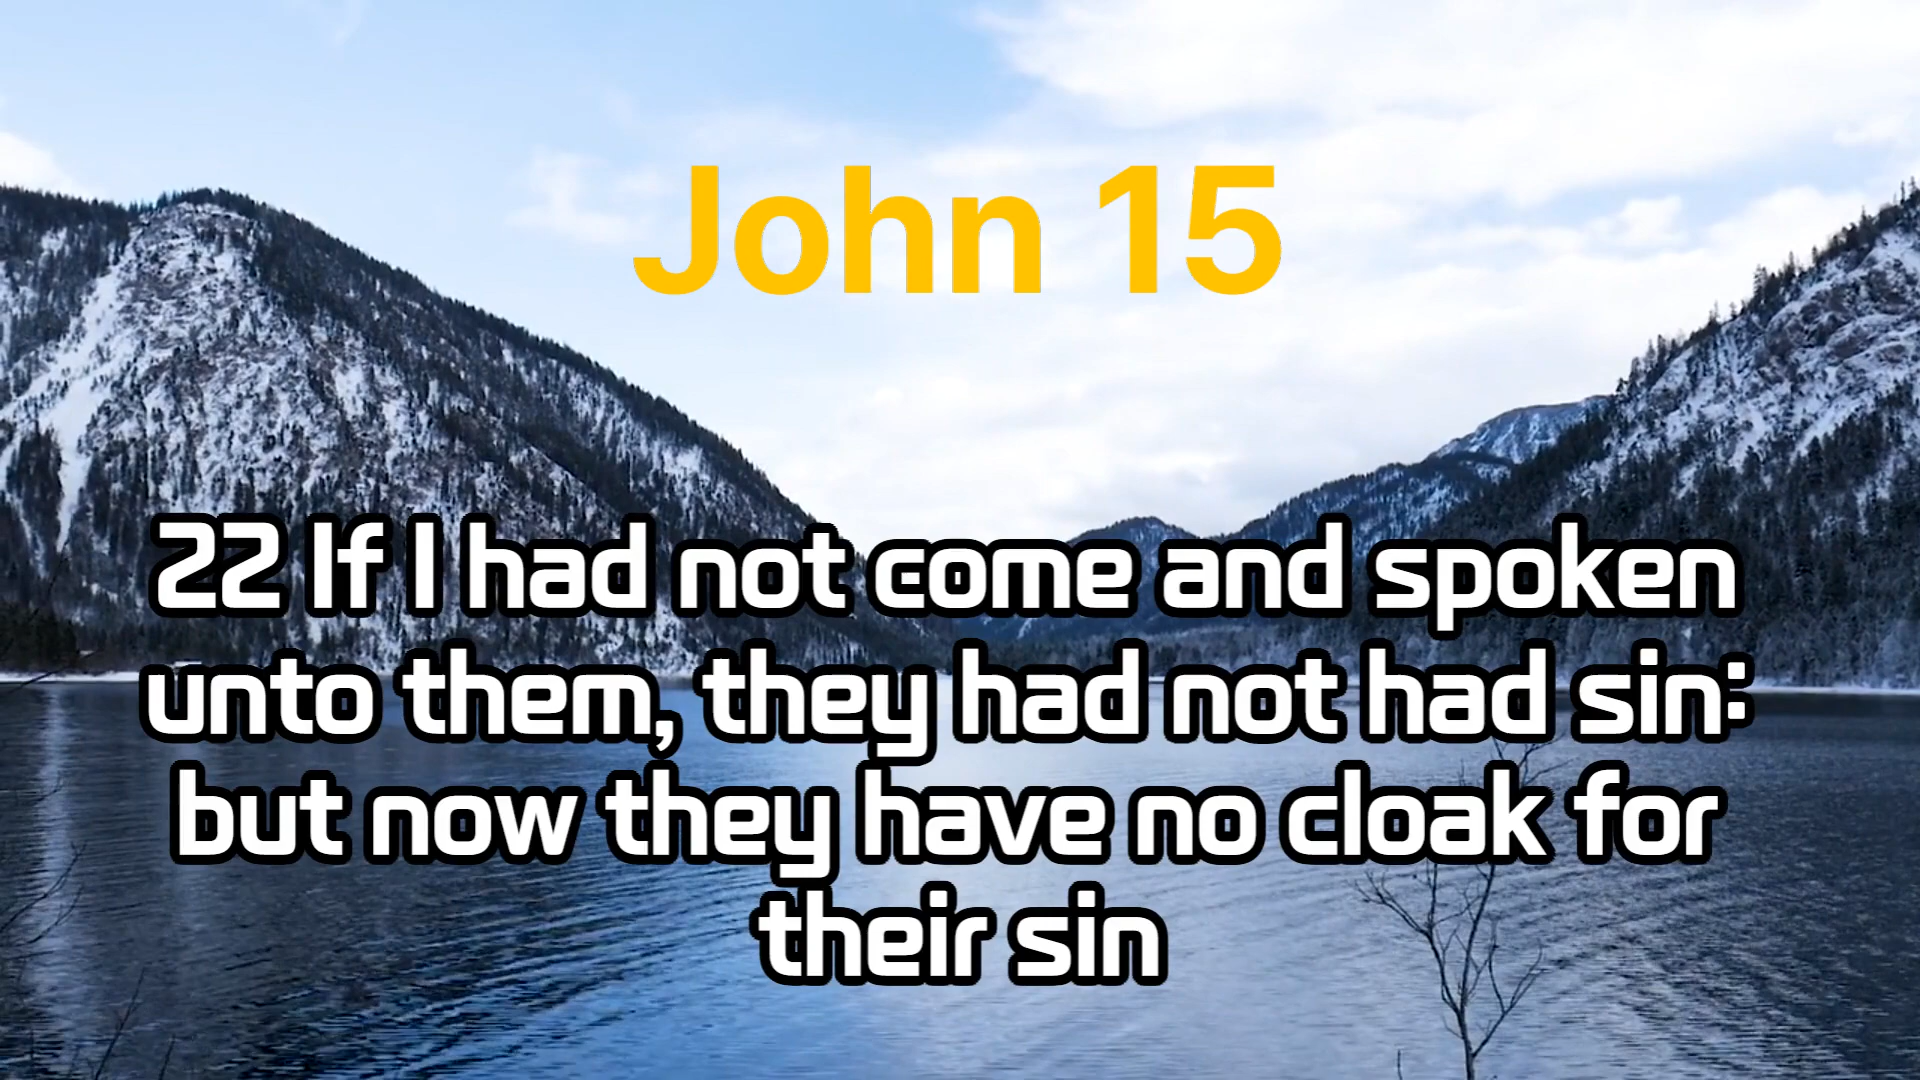 John 15
22 If I had not come and spoken
unto them, they had not had sin:
but now they have no cloak for
their sin